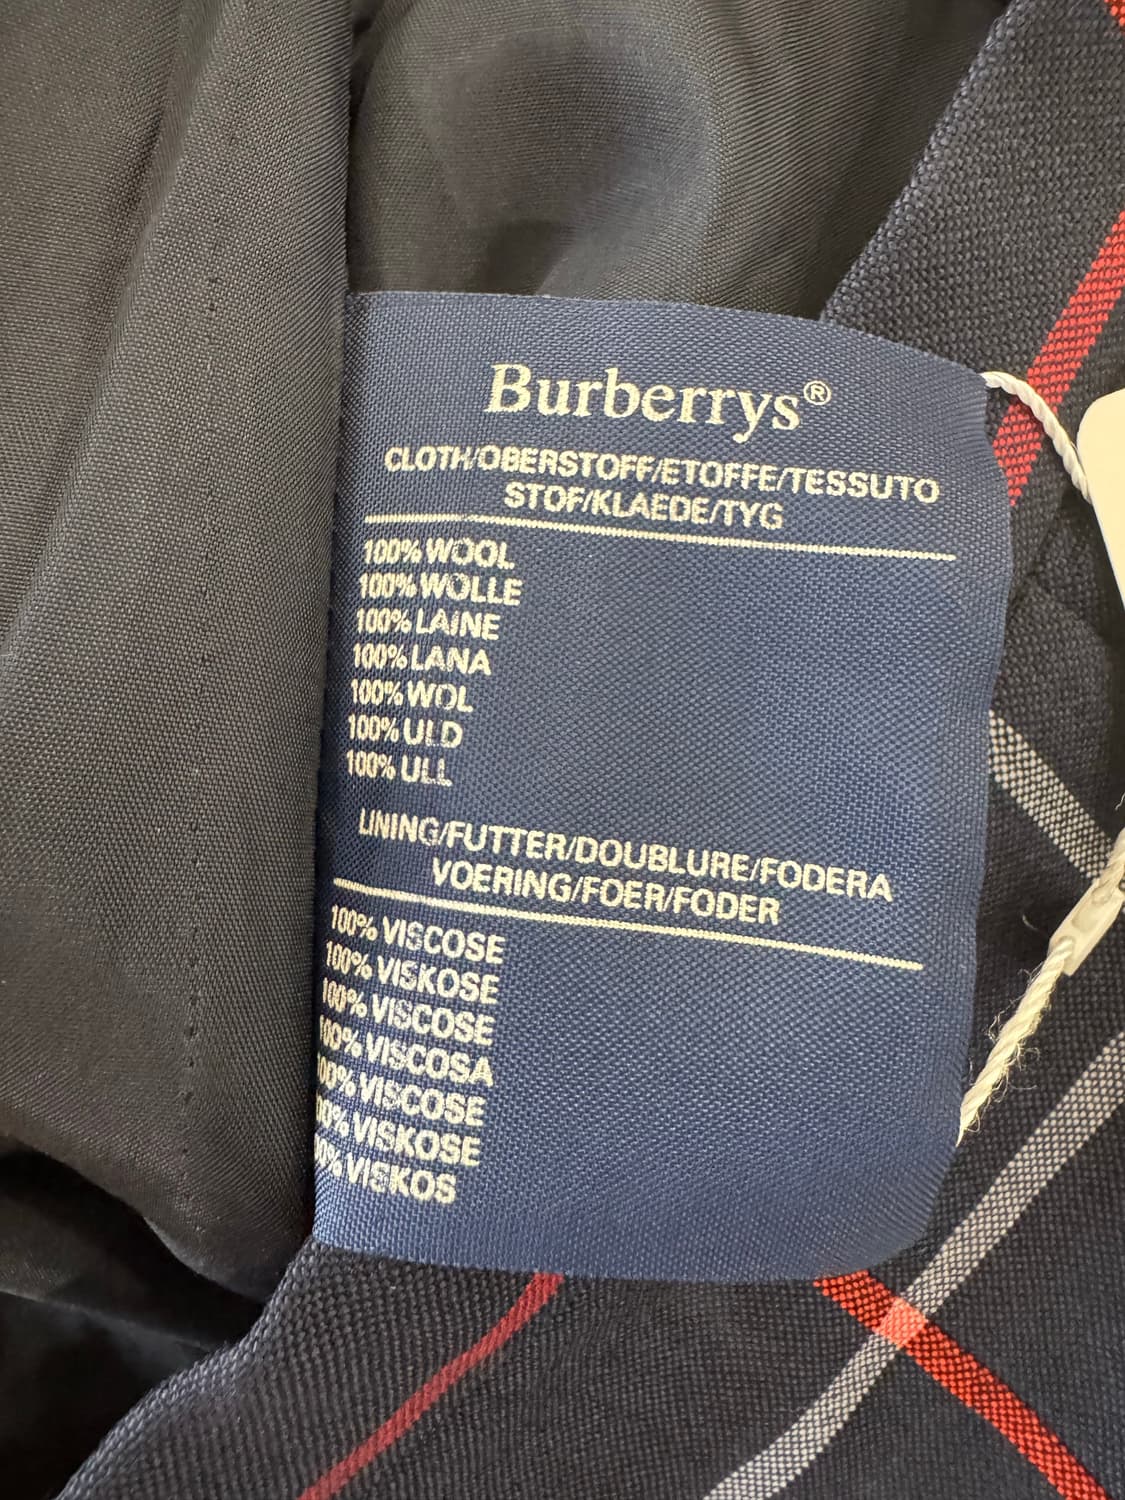 Burberrys®
CLOTH/OBERSTOFF/ETOFFE/TESSUTO
STOF/KLAEDE/TYG
100% WOOL
100% WOLLE
100% LAINE
100% LANA
100% WOL
100% ULD
100% ULL
LINING/FUTTER/DOUBLURE/FODERA
VOERING/FOER/FODER
100% VISCOSE
100% VISKOSE
100% VISCOSE
100% VISCOSA
100% VISCOSE
00% VISKOSE
0% VISKOS